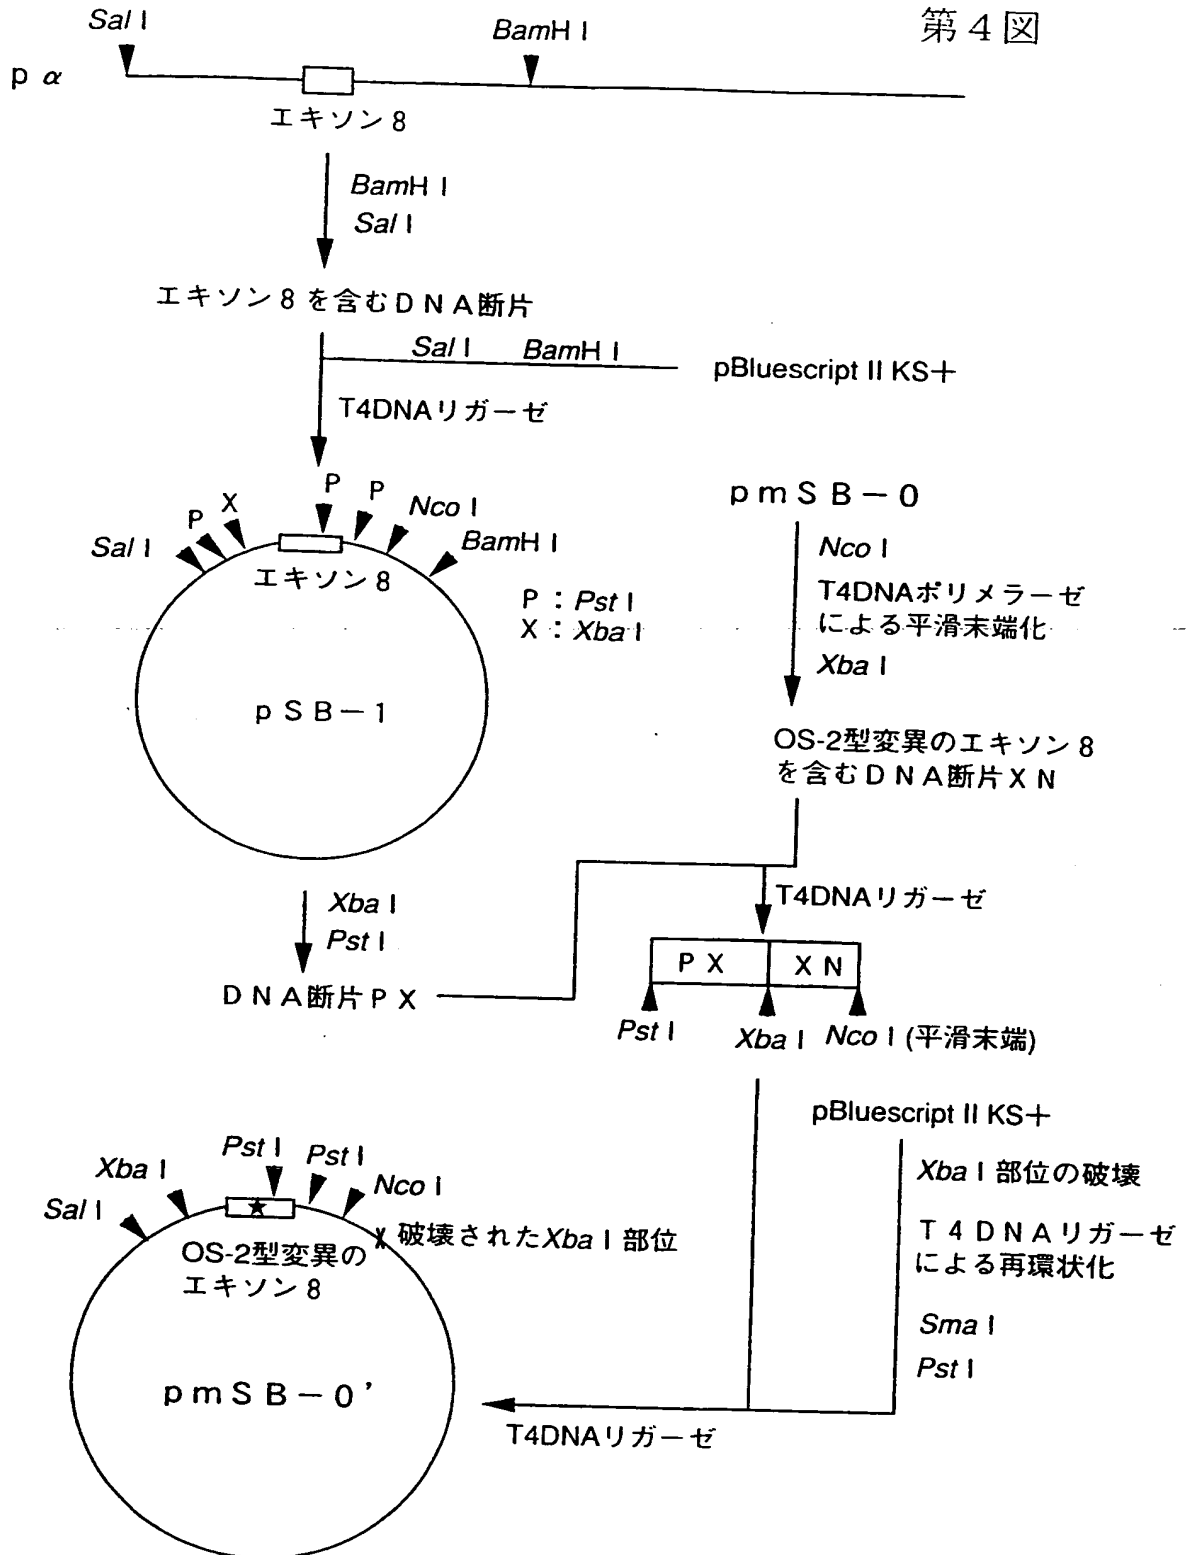 第4図
Sal I
BamH I
p α
エキソン8
BamH I
Sal I
エキソン8を含むDNA断片
Sal I BamH I
pBluescript II KS+
T4DNAリガーゼ
P
X
P
P
Nco I
Sal I
BamH I
エキソン8
P：Pst I
X：Xba I
pSB-1
pmSB-0
Nco I
T4DNAポリメラーゼ
による平滑末端化
Xba I
OS-2型変異のエキソン8
を含むDNA断片XN
T4DNAリガーゼ
Xba I
Pst I
DNA断片PX
PX
XN
Pst I
Xba I
Nco I (平滑末端)
pBluescript II KS+
Xba I 部位の破壊
T4DNAリガーゼ
による再環状化
Sma I
Pst I
T4DNAリガーゼ
Sal I
Xba I
Pst I
Pst I
Nco I
破壊されたXba I 部位
OS-2型変異の
エキソン8
pmSB-0'